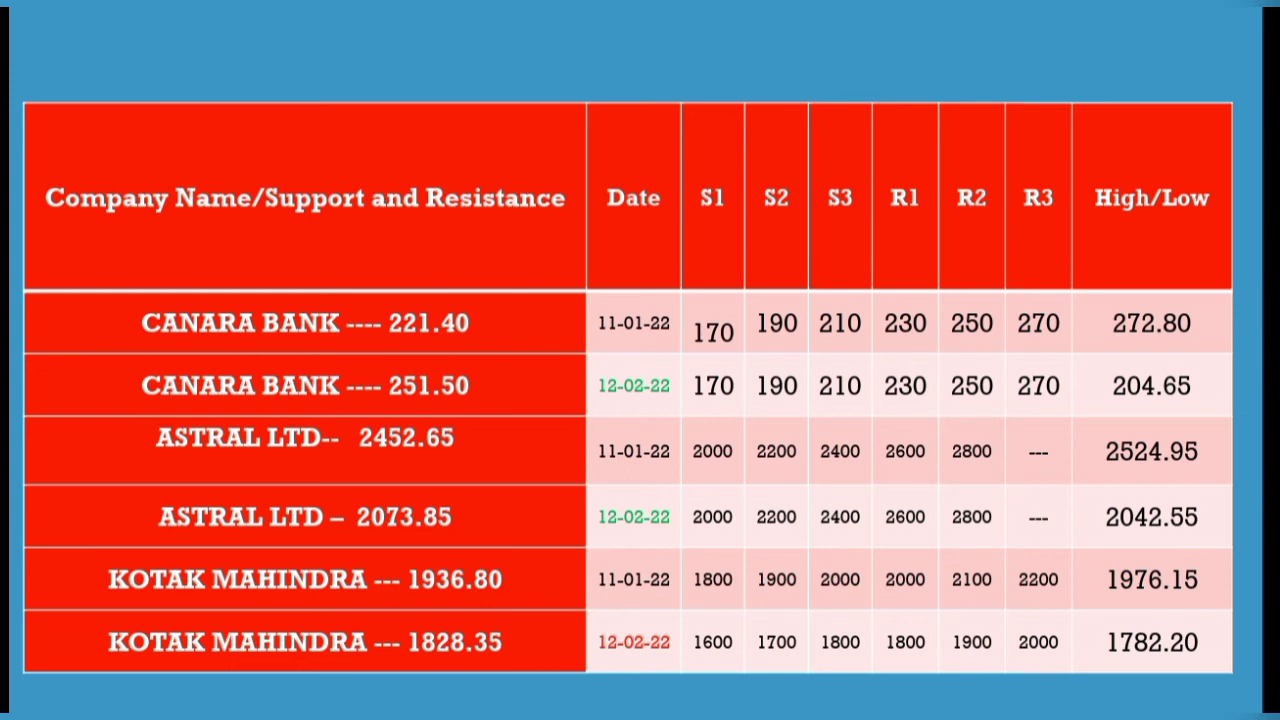 Company Name/Support and Resistance Date S1 S2 S3 R1 R2 R3 High/Low
CANARA BANK ---- 221.40 11-01-22 170 190 210 230 250 270 272.80
CANARA BANK ---- 251.50 12-02-22 170 190 210 230 250 270 204.65
ASTRAL LTD-- 2452.65 11-01-22 2000 2200 2400 2600 2800 --- 2524.95
ASTRAL LTD – 2073.85 12-02-22 2000 2200 2400 2600 2800 --- 2042.55
KOTAK MAHINDRA --- 1936.80 11-01-22 1800 1900 2000 2000 2100 2200 1976.15
KOTAK MAHINDRA --- 1828.35 12-02-22 1600 1700 1800 1800 1900 2000 1782.20